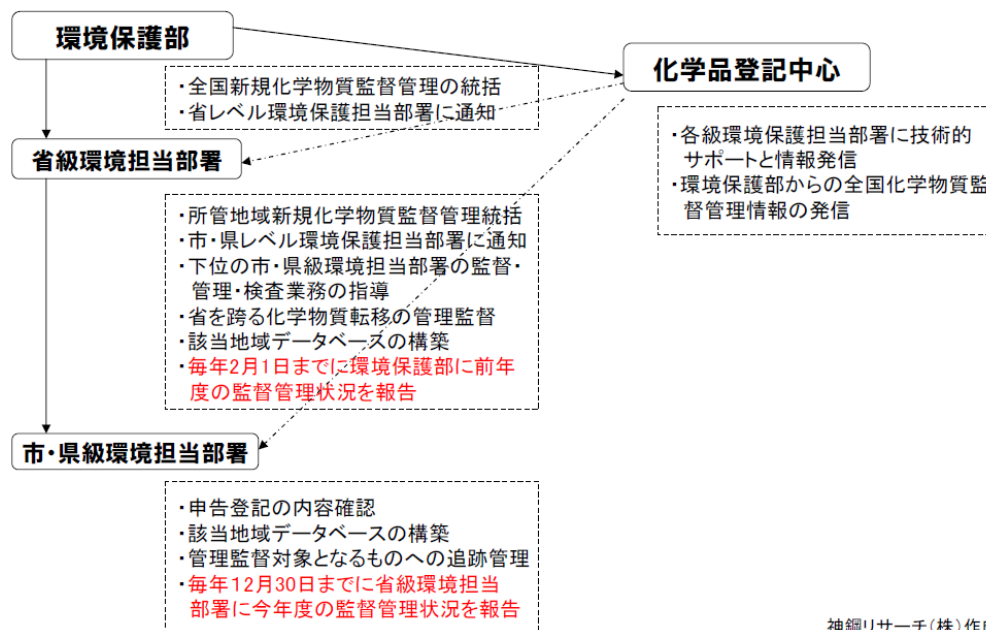 環境保護部
化学品登記中心
・全国新規化学物質監督管理の統括
・省レベル環境保護担当部署に通知
・各級環境保護担当部署に技術的
サポートと情報発信
・環境保護部からの全国化学物質監
督管理情報の発信
省級環境担当部署
・所管地域新規化学物質監督管理統括
・市・県レベル環境保護担当部署に通知
・下位の市・県級環境担当部署の監督・
管理・検査業務の指導
・省を跨る化学物質転移の管理監督
・該当地域データベースの構築
・毎年2月1日までに環境保護部に前年
度の監督管理状況を報告
市・県級環境担当部署
・申告登記の内容確認
・該当地域データベースの構築
・管理監督対象となるものへの追跡管理
・毎年12月30日までに省級環境担当
部署に今年度の監督管理状況を報告
神鋼リサーチ(株)作成